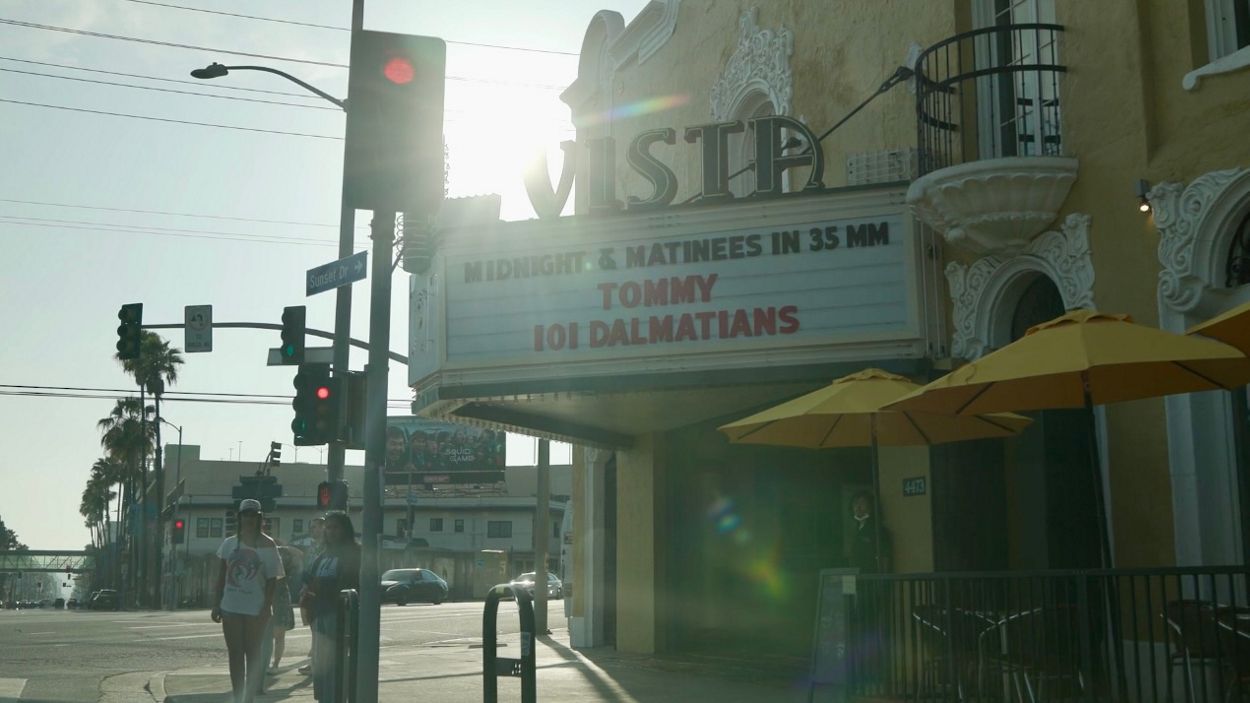 VISTA
MIDNIGHT & MATINEES IN 35 MM
TOMMY
101 DALMATIANS
Sunset Dr
SQUID
GAME
4473